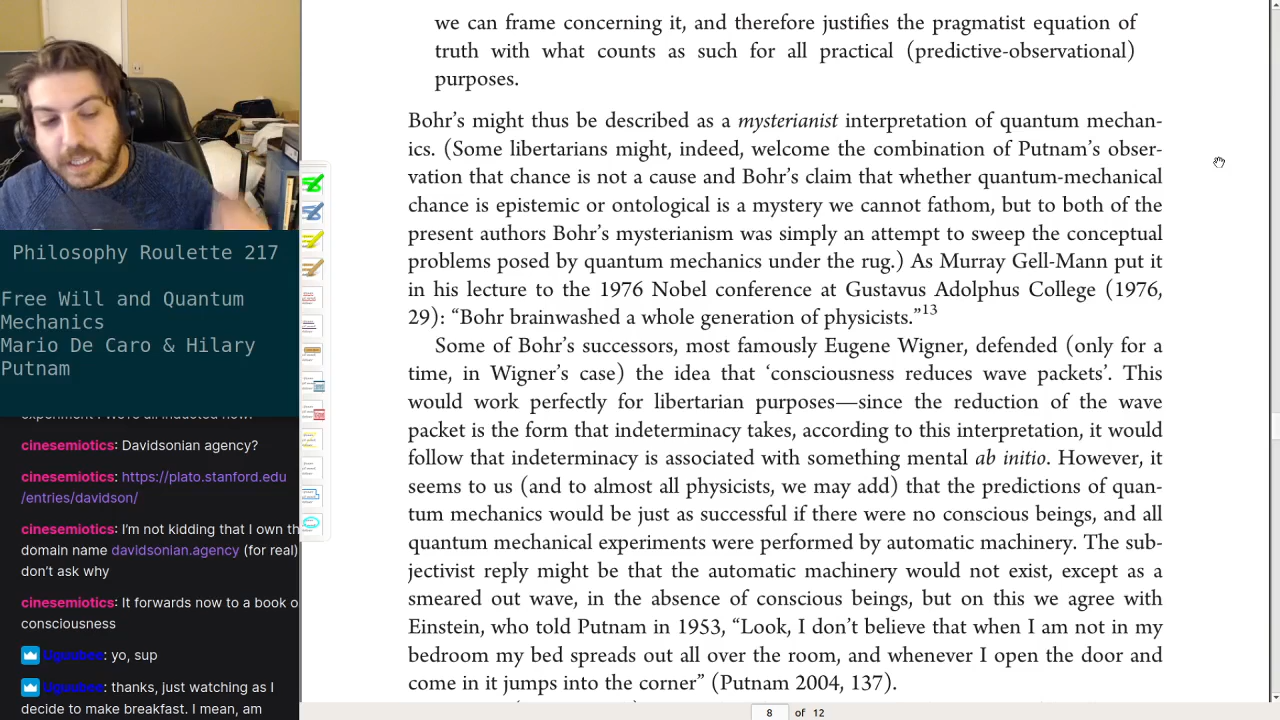 we can frame concerning it, and therefore justifies the pragmatist equation of
truth with what counts as such for all practical (predictive-observational)
purposes.
Bohr’s might thus be described as a mysterianist interpretation of quantum mechan-
ics. (Some libertarians might, indeed, welcome the combination of Putnam’s obser-
vation that chance is not a cause and Bohr’s claim that whether quantum-mechanical
chance is epistemic or ontological is a mystery we cannot fathom, but to both of the
present authors Bohr’s mysterianism was simply an attempt to sweep the conceptual
problems posed by quantum mechanics under the rug.) As Murray Gell-Mann put it
in his lecture to the 1976 Nobel conference at Gustavus Adolphus College (1976,
29): “Bohr brainwashed a whole generation of physicists.”13
Some of Bohr’s successors, most famously Eugene Wigner, defended (only for a
time, in Wigner’s case) the idea that “consciousness reduces wave packets.” This
would work perfectly for libertarian purposes—since the reduction of the wave
packet is the form that indeterminacy takes, according to this interpretation, it would
follow that indeterminacy is associated with something mental ab initio. However, it
seems to us (and to almost all physicists, we may add) that the predictions of quan-
tum mechanics would be just as successful if there were no conscious beings, and all
quantum mechanical experiments were performed by automatic machinery. The sub-
jectivist reply might be that the automatic machinery would not exist, except as a
smeared out wave, in the absence of conscious beings, but on this we agree with
Einstein, who told Putnam in 1953, “Look, I don’t believe that when I am not in my
bedroom my bed spreads out all over the room, and whenever I open the door and
come in it jumps into the corner.” (Putnam 2004, 137).
8 of 12
Philosophy Roulette 217
Free Will and Quantum
Mechanics
Mario De Caro & Hilary
Putnam
cinesemiotics: Davidsonian agency?
cinesemiotics: https://plato.stanford.edu
/entries/davidson/
cinesemiotics: I’m not kidding that I own th
domain name davidsonian.agency (for real)
don’t ask why
cinesemiotics: It forwards now to a book o
consciousness
: yo, sup
: thanks, just watching as I
decide to make breakfast. I mean, am